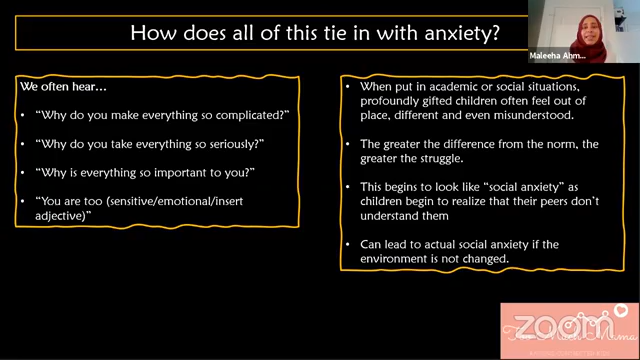 How does all of this tie in with anxiety?
Maleeha Ahm...
We often hear...
• "Why do you make everything so complicated?"
• "Why do you take everything so seriously?"
• "Why is everything so important to you?"
• "You are too (sensitive/emotional/insert
adjective)"
• When put in academic or social situations,
profoundly gifted children often feel out of
place, different and even misunderstood.
• The greater the difference from the norm, the
greater the struggle.
• This begins to look like "social anxiety" as
children begin to realize that their peers don't
understand them
• Can lead to actual social anxiety if the
environment is not changed.
zoom